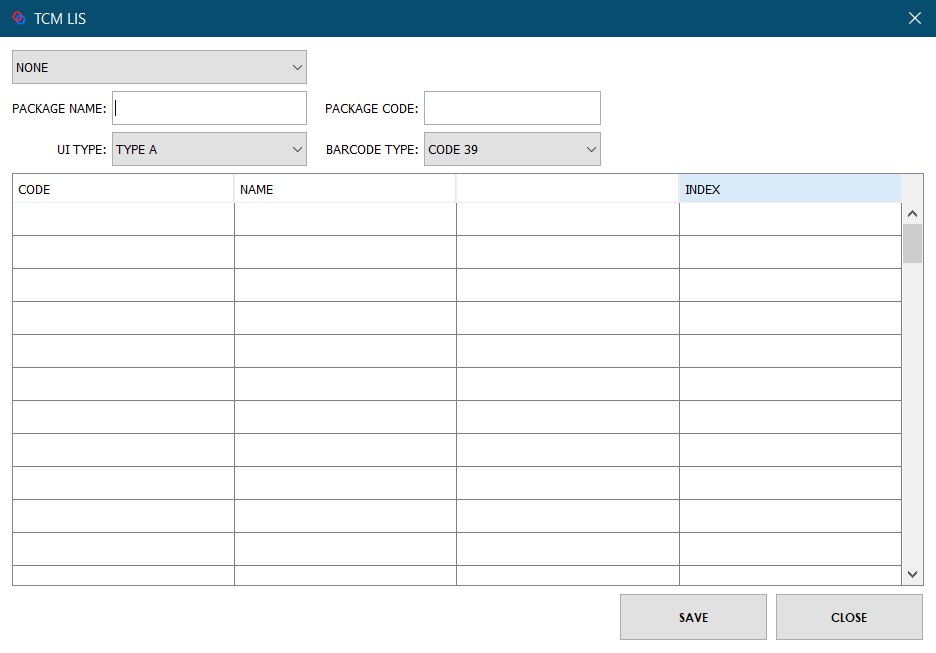 TCM LIS
NONE
PACKAGE NAME: PACKAGE CODE:
UI TYPE: TYPE A BARCODE TYPE: CODE 39
CODE NAME INDEX
SAVE CLOSE